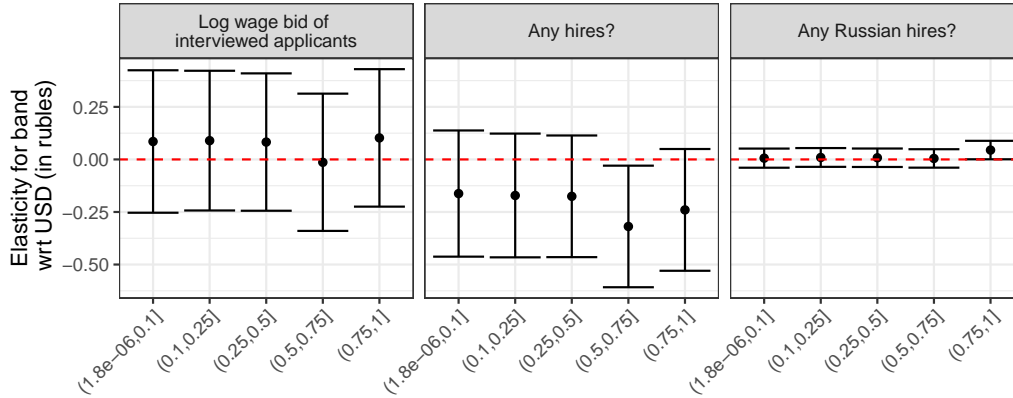 Log wage bid of
interviewed applicants
Any hires?
Any Russian hires?
Elasticity for band
wrt USD (in rubles)
0.25
0.00
−0.25
−0.50
(1.8e−06,0.1]
(0.1,0.25]
(0.25,0.5]
(0.5,0.75]
(0.75,1]
(1.8e−06,0.1]
(0.1,0.25]
(0.25,0.5]
(0.5,0.75]
(0.75,1]
(1.8e−06,0.1]
(0.1,0.25]
(0.25,0.5]
(0.5,0.75]
(0.75,1]